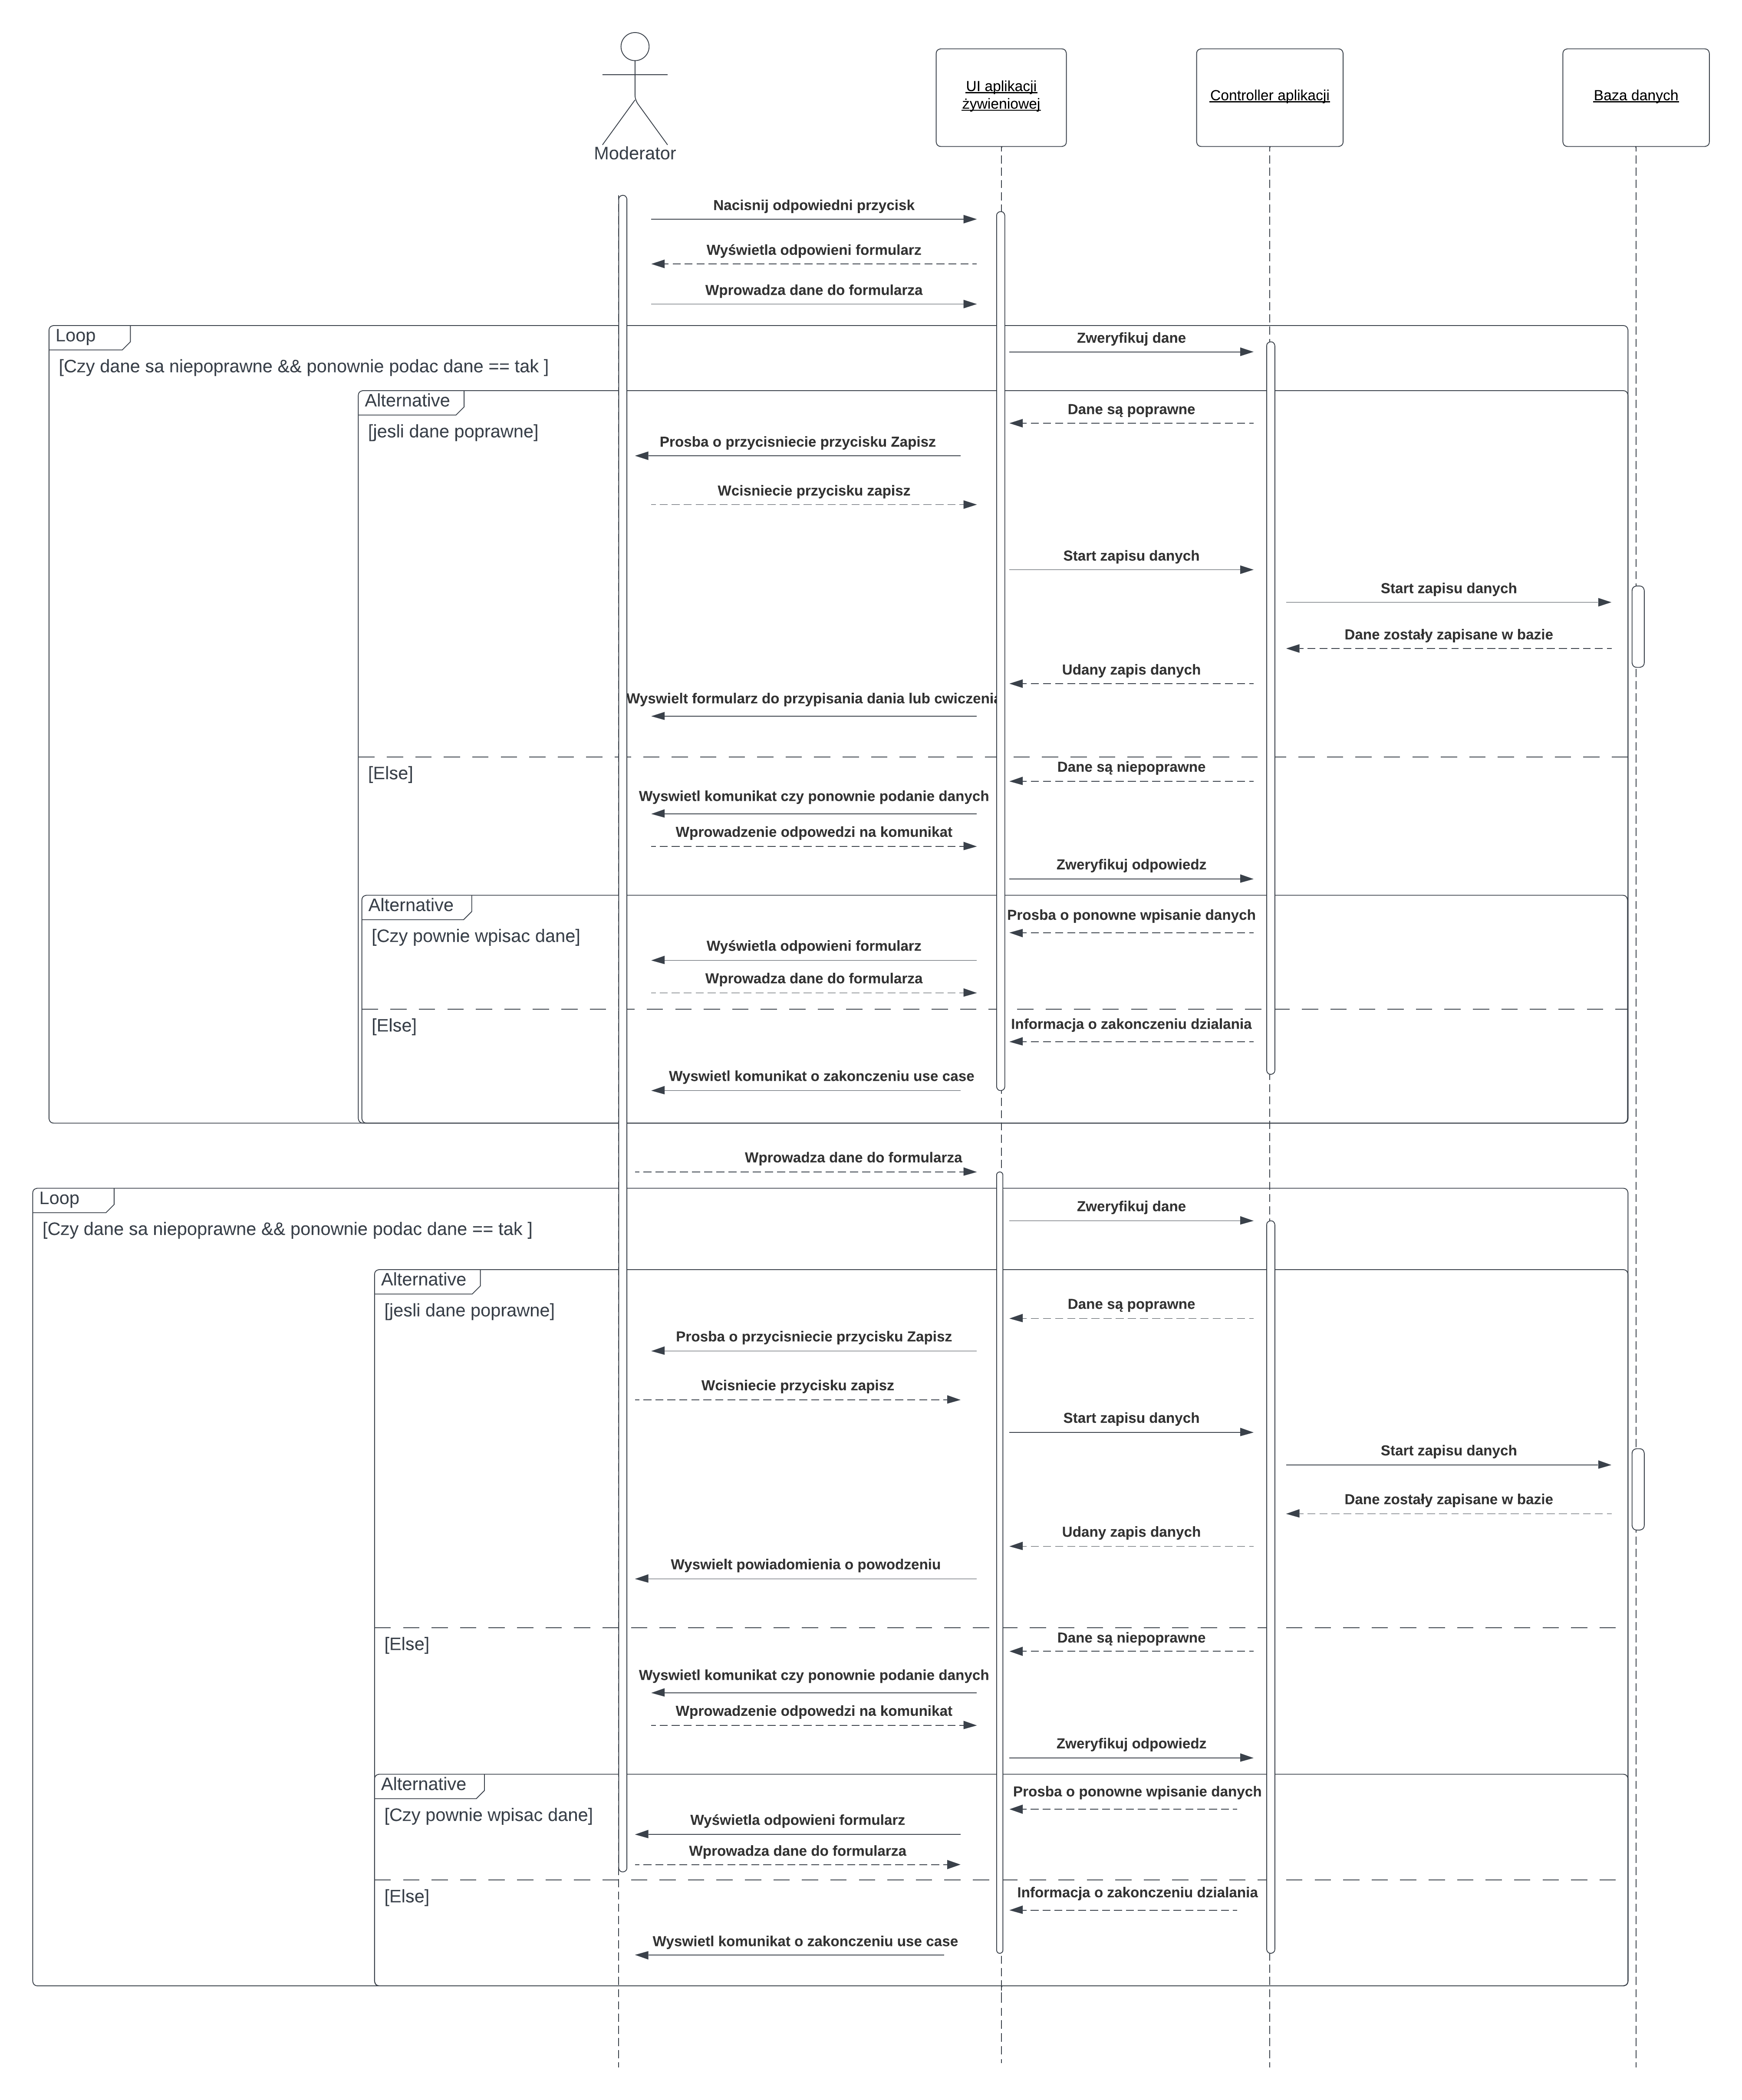 Moderator
UI aplikacji
żywieniowej
Controller aplikacji
Baza danych
Nacisnij odpowiedni przycisk
Wyświetla odpowieni formularz
Wprowadza dane do formularza
Loop
[Czy dane sa niepoprawne && ponownie podac dane == tak ]
Zweryfikuj dane
Alternative
[jesli dane poprawne]
Dane są poprawne
Prosba o przycisniecie przycisku Zapisz
Wcisniecie przycisku zapisz
Start zapisu danych
Start zapisu danych
Dane zostały zapisane w bazie
Udany zapis danych
Wyswielt formularz do przypisania dania lub cwiczenia
[Else]
Dane są niepoprawne
Wyswietl komunikat czy ponownie podanie danych
Wprowadzenie odpowedzi na komunikat
Zweryfikuj odpowiedz
Alternative
[Czy pownie wpisac dane]
Prosba o ponowne wpisanie danych
Wyświetla odpowieni formularz
Wprowadza dane do formularza
[Else]
Informacja o zakonczeniu dzialania
Wyswietl komunikat o zakonczeniu use case
Wprowadza dane do formularza
Loop
[Czy dane sa niepoprawne && ponownie podac dane == tak ]
Zweryfikuj dane
Alternative
[jesli dane poprawne]
Dane są poprawne
Prosba o przycisniecie przycisku Zapisz
Wcisniecie przycisku zapisz
Start zapisu danych
Start zapisu danych
Dane zostały zapisane w bazie
Udany zapis danych
Wyswielt powiadomienia o powodzeniu
[Else]
Dane są niepoprawne
Wyswietl komunikat czy ponownie podanie danych
Wprowadzenie odpowedzi na komunikat
Zweryfikuj odpowiedz
Alternative
[Czy pownie wpisac dane]
Prosba o ponowne wpisanie danych
Wyświetla odpowieni formularz
Wprowadza dane do formularza
[Else]
Informacja o zakonczeniu dzialania
Wyswietl komunikat o zakonczeniu use case